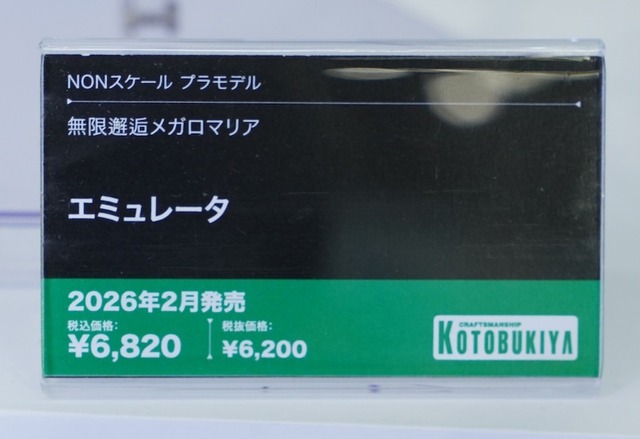 NONスケール プラモデル
無限邂逅メガロマリア
エミュレータ
2026年2月発売
税込価格:
¥6,820
税抜価格:
¥6,200
CRAFTSMANSHIP
KOTOBUKIYA